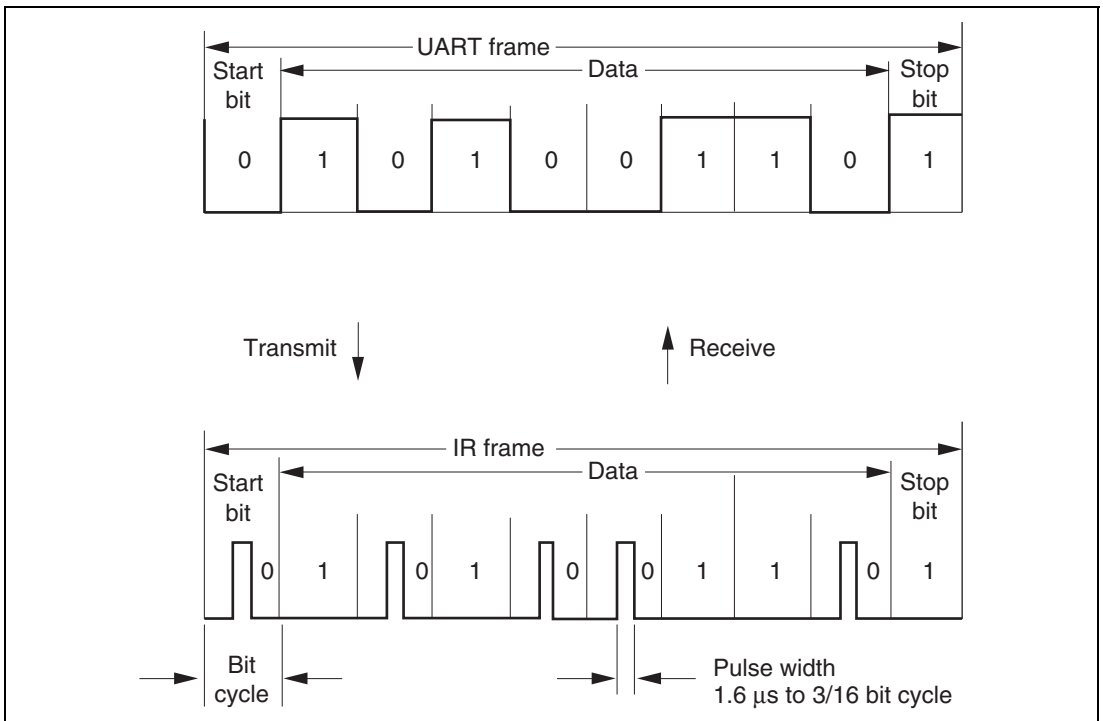 UART frame
Start bit
Data
Stop bit
0 1 0 1 0 0 1 1 0 1
Transmit
Receive
IR frame
Start bit
Data
Stop bit
0 1 0 1 0 0 1 1 0 1
Bit cycle
Pulse width
1.6 μs to 3/16 bit cycle